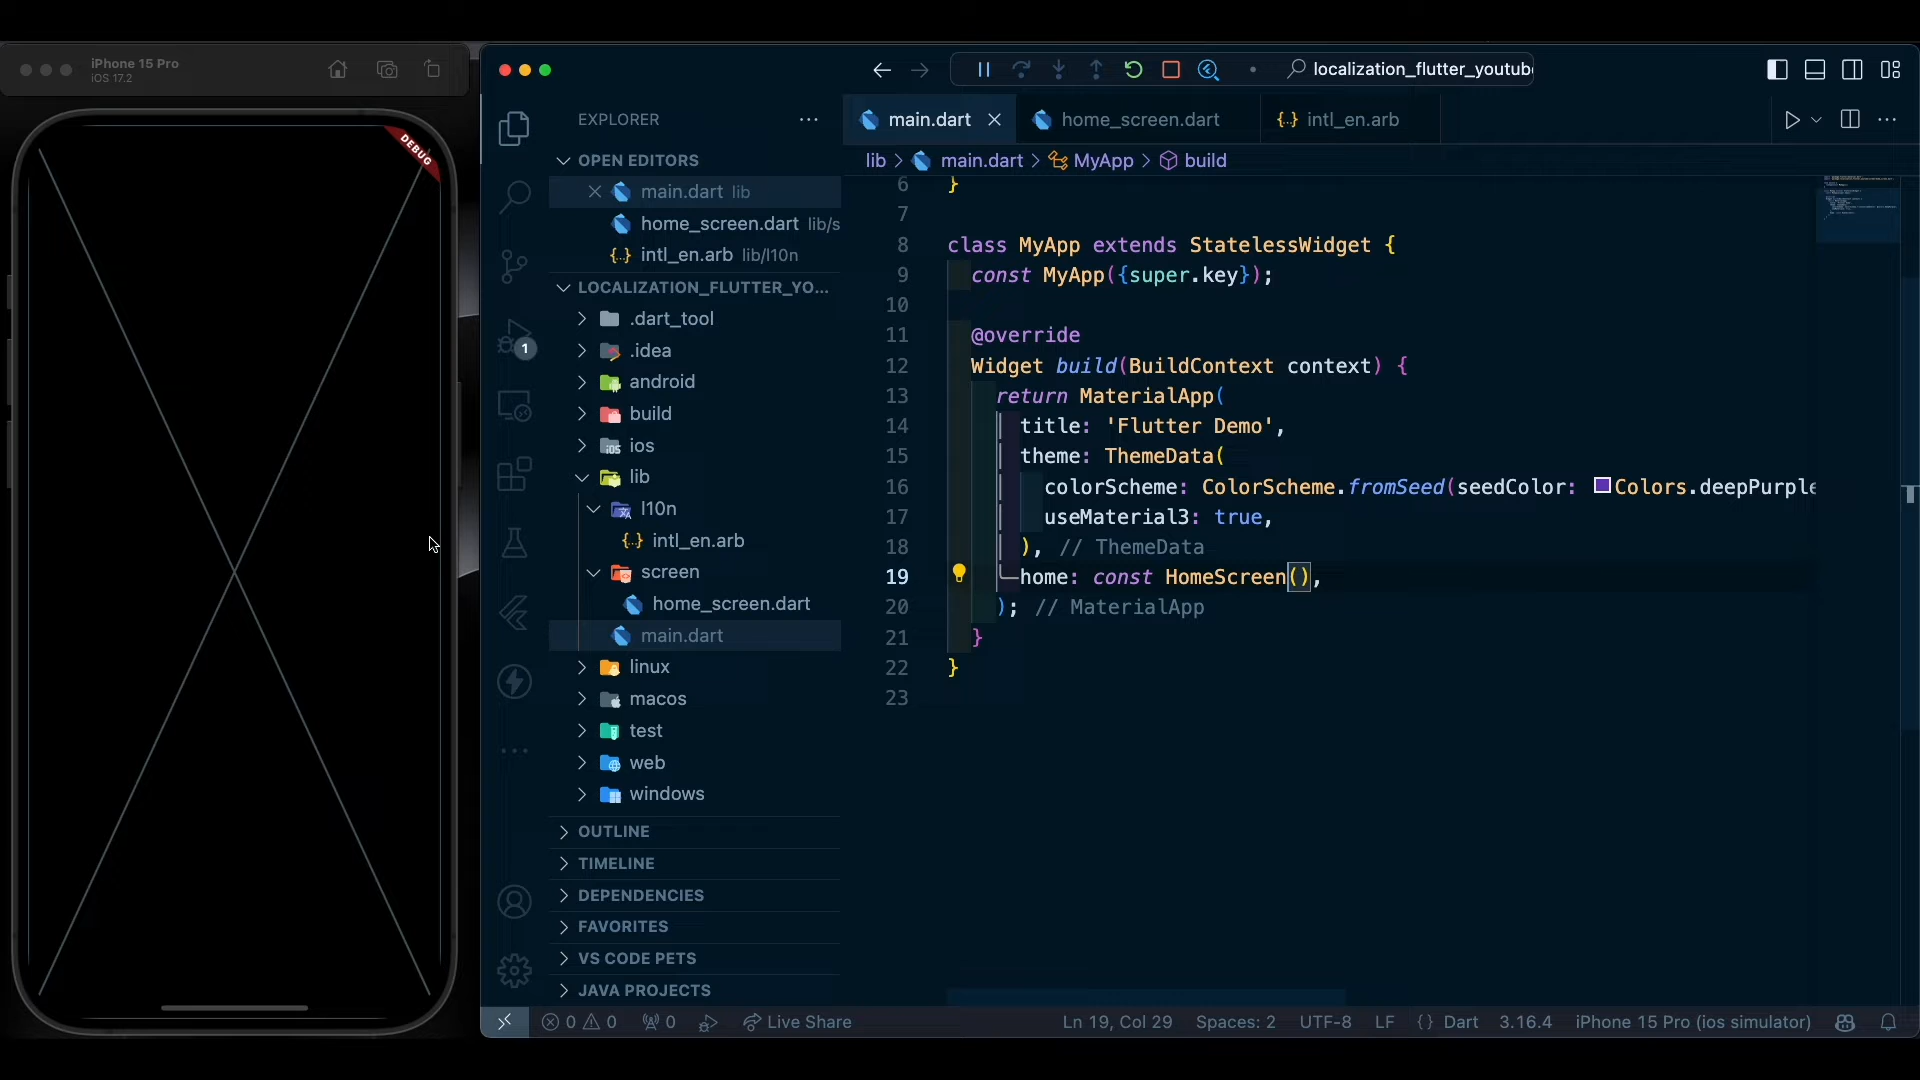 iPhone 15 Pro
iOS 17.2
DEBUG
localization_flutter_youtub
EXPLORER
OPEN EDITORS
main.dart lib
home_screen.dart lib/s
intl_en.arb lib/l10n
LOCALIZATION_FLUTTER_YO...
.dart_tool
.idea
android
build
ios
lib
l10n
intl_en.arb
screen
home_screen.dart
main.dart
linux
macos
test
web
windows
OUTLINE
TIMELINE
DEPENDENCIES
FAVORITES
VS CODE PETS
JAVA PROJECTS
1
main.dart
home_screen.dart
intl_en.arb
lib > main.dart > MyApp > build
6 }
7
8 class MyApp extends StatelessWidget {
9 const MyApp({super.key});
10
11 @override
12 Widget build(BuildContext context) {
13 return MaterialApp(
14 title: 'Flutter Demo',
15 theme: ThemeData(
16 colorScheme: ColorScheme.fromSeed(seedColor: Colors.deepPurple
17 useMaterial3: true,
18 ), // ThemeData
19 home: const HomeScreen(),
20 ); // MaterialApp
21 }
22 }
23
0 0 0 Live Share Ln 19, Col 29 Spaces: 2 UTF-8 LF {} Dart 3.16.4 iPhone 15 Pro (ios simulator)